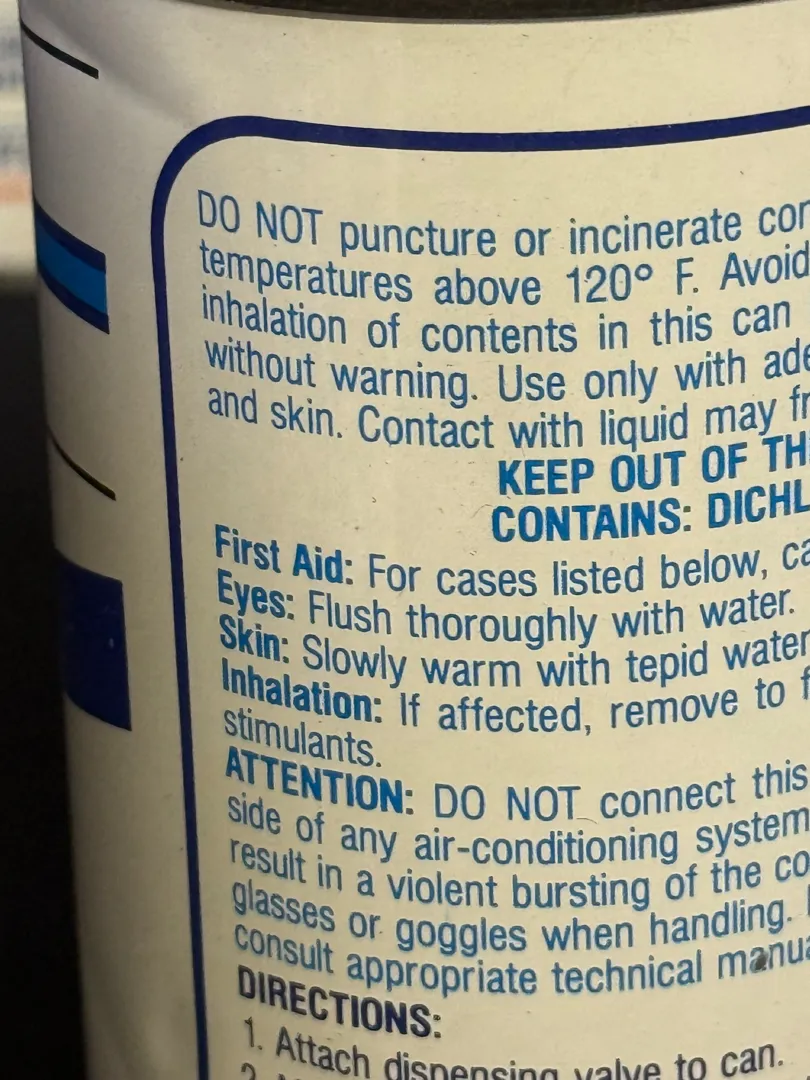 DO NOT puncture or incinerate
temperatures above 120° F. Avoid
inhalation of contents in this can
without warning. Use only with
and skin. Contact with liquid may
KEEP OUT OF
CONTAINS:
First Aid: For cases listed below,
Eyes: Flush thoroughly with water.
Skin: Slowly warm with tepid water
Inhalation: If affected, remove to
stimulants.
ATTENTION: DO NOT connect this
side of any air-conditioning system
result in a violent bursting of the
glasses or goggles when handling.
consult appropriate technical
DIRECTIONS:
1. Attach dispensing valve to can.
2.